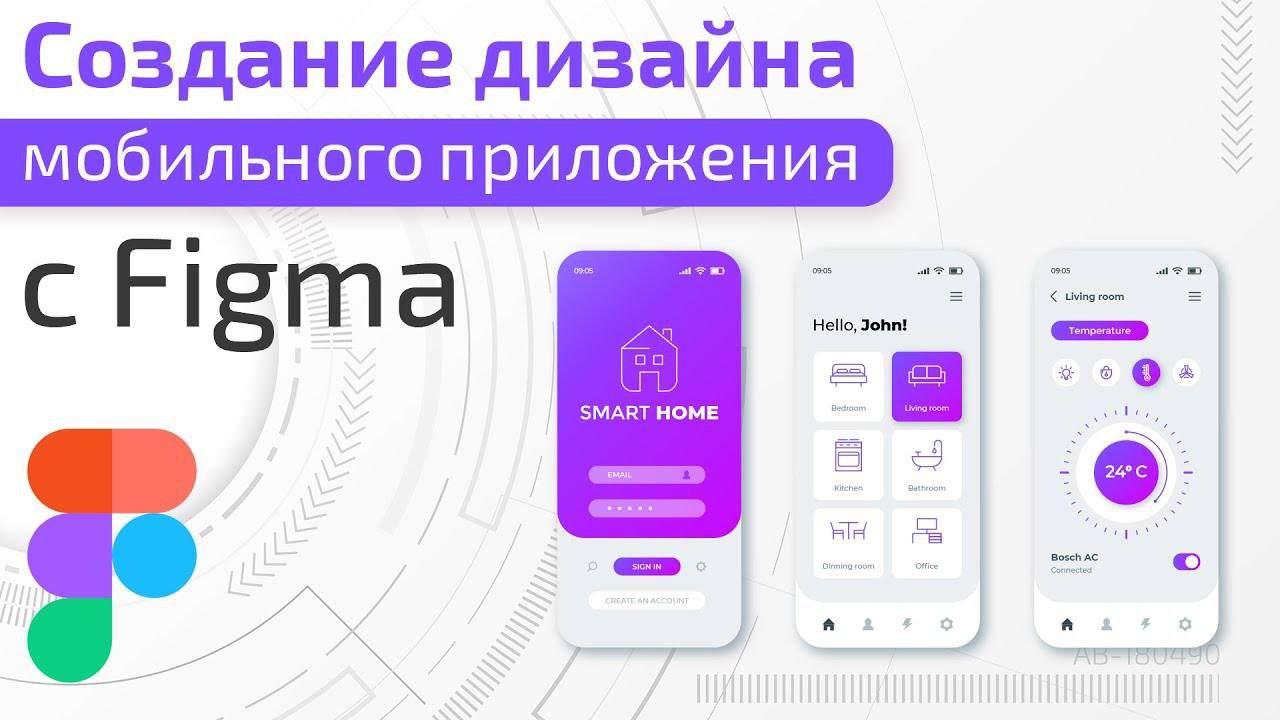 Создание дизайна
мобильного приложения
с Figma
09:05
SMART HOME
EMAIL
SIGN IN
CREATE AN ACCOUNT
09:05
Hello, John!
Bedroom
Living room
Kitchen
Bathroom
Dinning room
Office
09:05
Living room
Temperature
24° C
Bosch AC
Connected
AB-180490